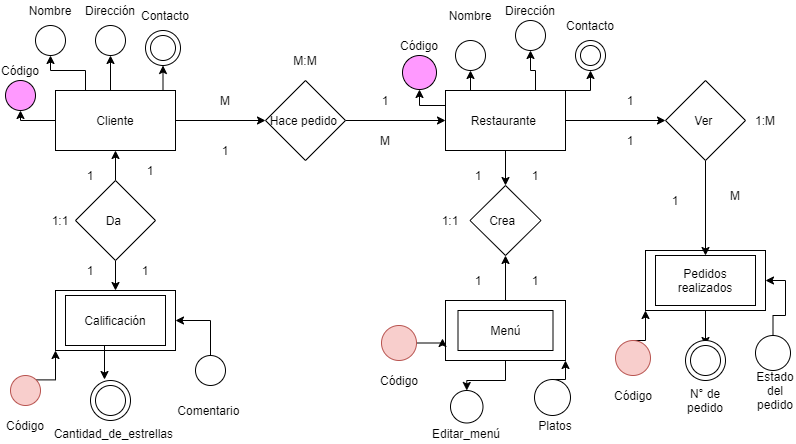 Nombre
Dirección
Contacto
Código
Cliente
M
1
M:M
Hace pedido
1
M
Código
Nombre
Dirección
Contacto
Restaurante
1
1
Ver
1:M
1
1
1:1
Da
1
1
Calificación
Código
Cantidad_de_estrellas
Comentario
1
1
1:1
Crea
1
1
Menú
Código
Editar_menú
Platos
1
M
Pedidos
realizados
Código
N° de
pedido
Estado
del
pedido